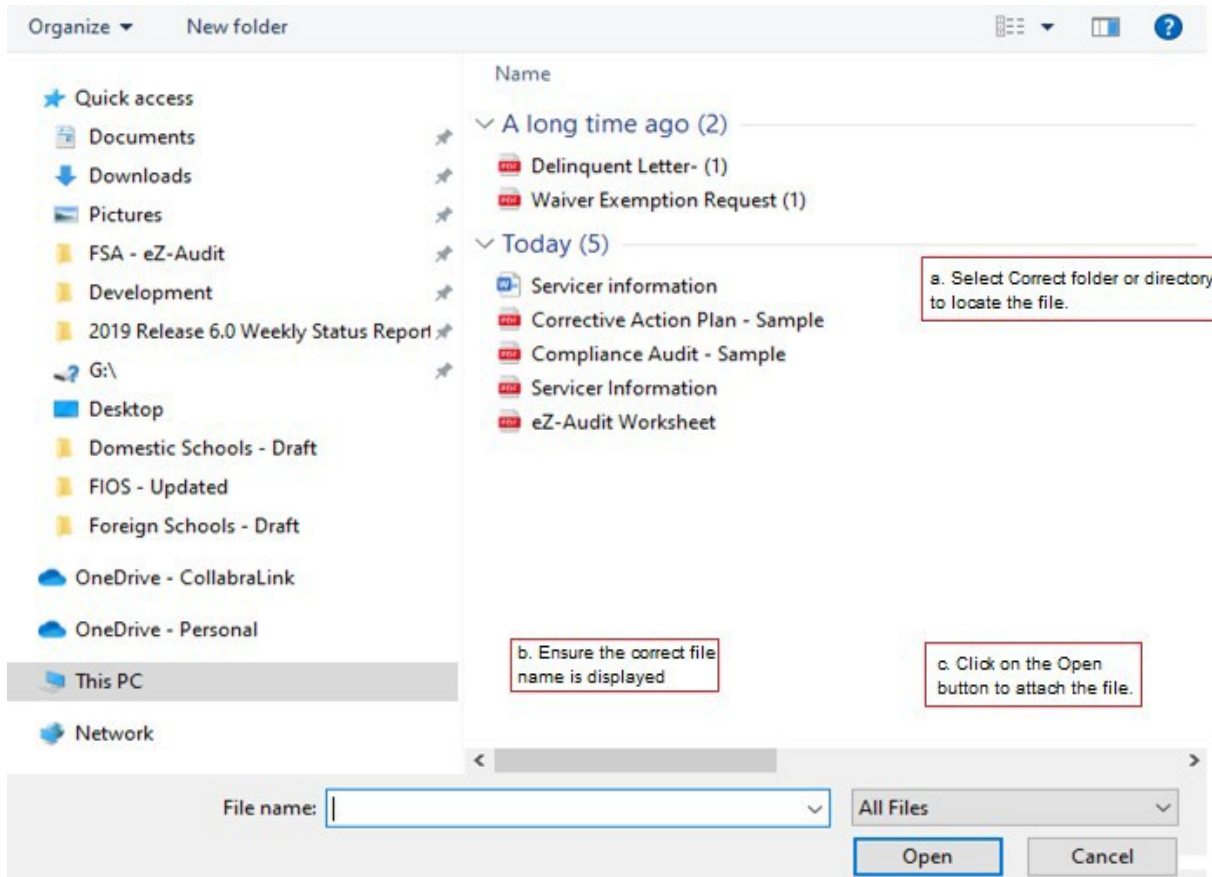 Organize New folder
Name
Quick access
Documents
Downloads
Pictures
FSA - eZ-Audit
Development
2019 Release 6.0 Weekly Status Report
G:\
Desktop
Domestic Schools - Draft
FIOS - Updated
Foreign Schools - Draft
OneDrive - CollabraLink
OneDrive - Personal
This PC
Network
A long time ago (2)
Delinquent Letter- (1)
Waiver Exemption Request (1)
Today (5)
Servicer information
Corrective Action Plan - Sample
Compliance Audit - Sample
Servicer Information
eZ-Audit Worksheet
a. Select Correct folder or directory
to locate the file.
b. Ensure the correct file
name is displayed
c. Click on the Open
button to attach the file.
File name: All Files
Open Cancel